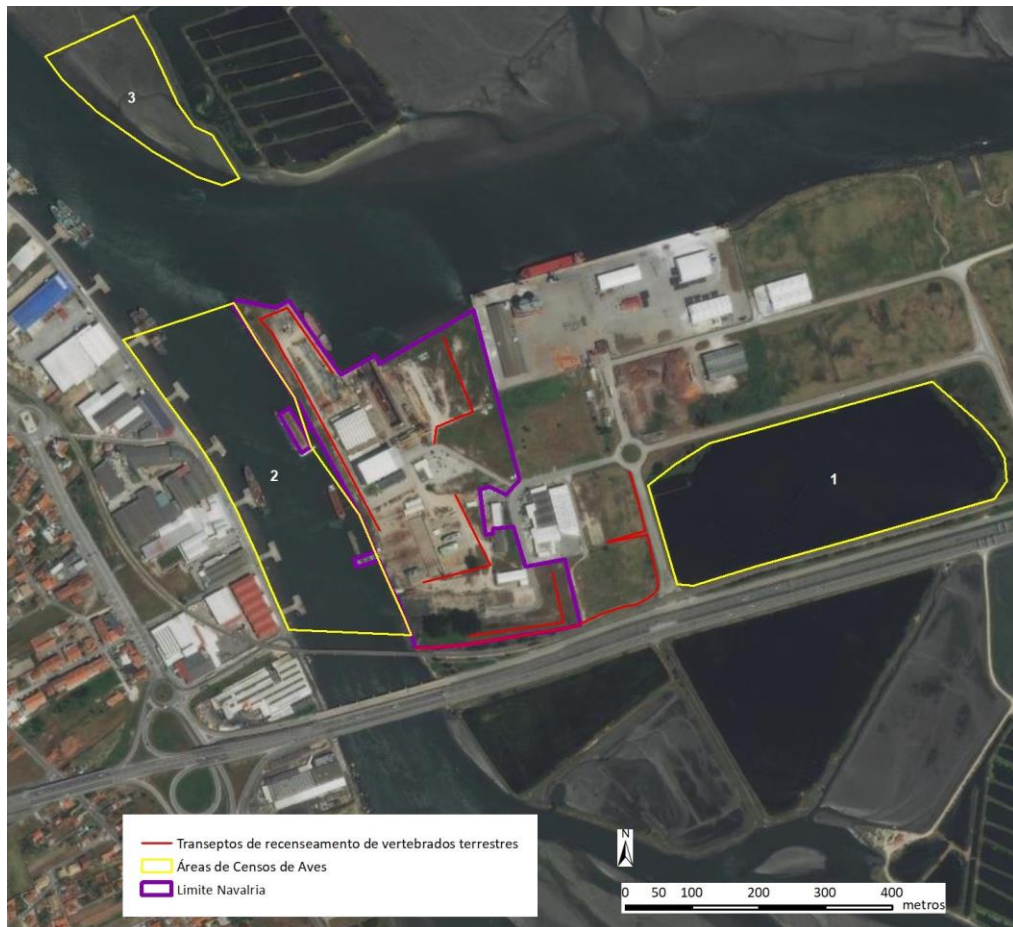 3
2
1
Transeptos de recenseamento de vertebrados terrestres
Áreas de Censos de Aves
Limite Navalria
N
0 50 100 200 300 400
metros